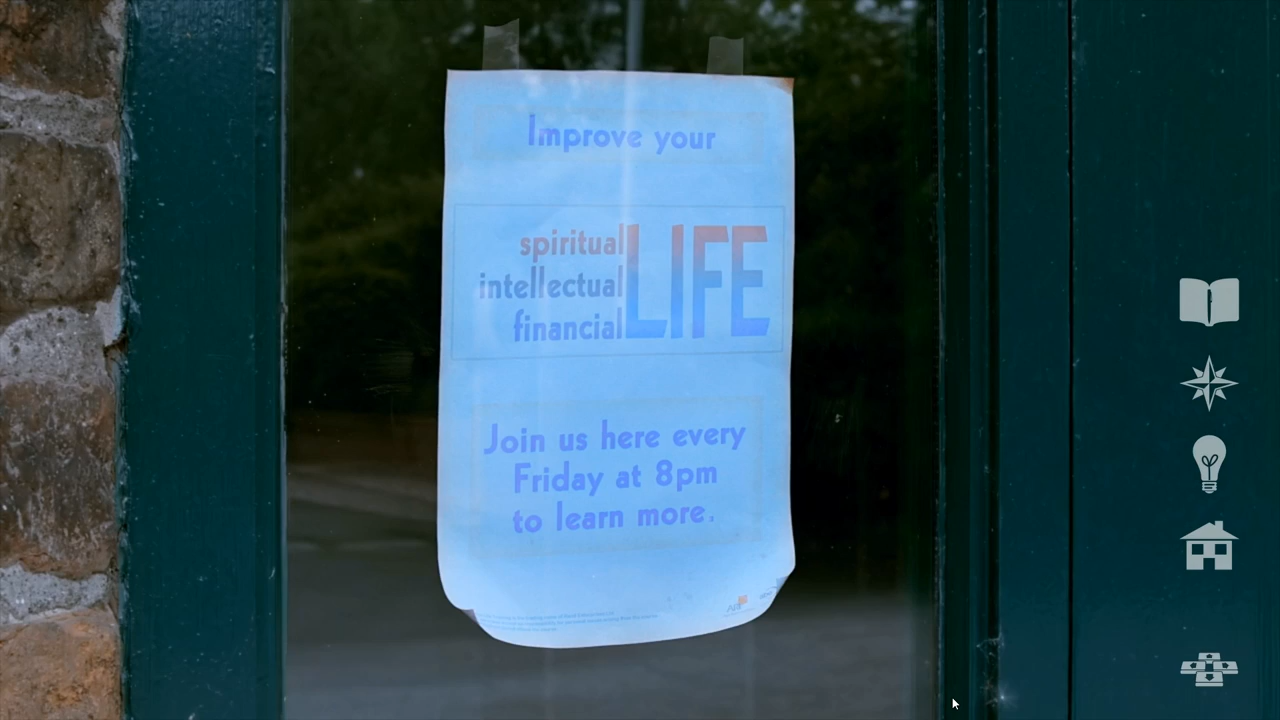 Improve your
spiritual
intellectual
financial
LIFE
Join us here every
Friday at 8pm
to learn more.